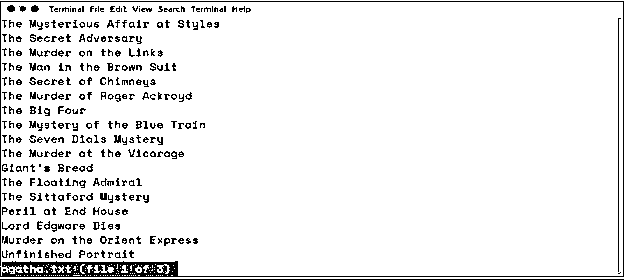 Terminal File Edit View Search Terminal Help
The Mysterious Affair at Styles
The Secret Adversary
The Murder on the Links
The Man in the Brown Suit
The Secret of Chimneys
The Murder of Roger Ackroyd
The Big Four
The Mystery of the Blue Train
The Seven Dials Mystery
The Murder at the Vicarage
Giant's Bread
The Floating Admiral
The Sittaford Mystery
Peril at End House
Lord Edgware Dies
Murder on the Orient Express
Unfinished Portrait
agatha.txt (file 1 of 3)